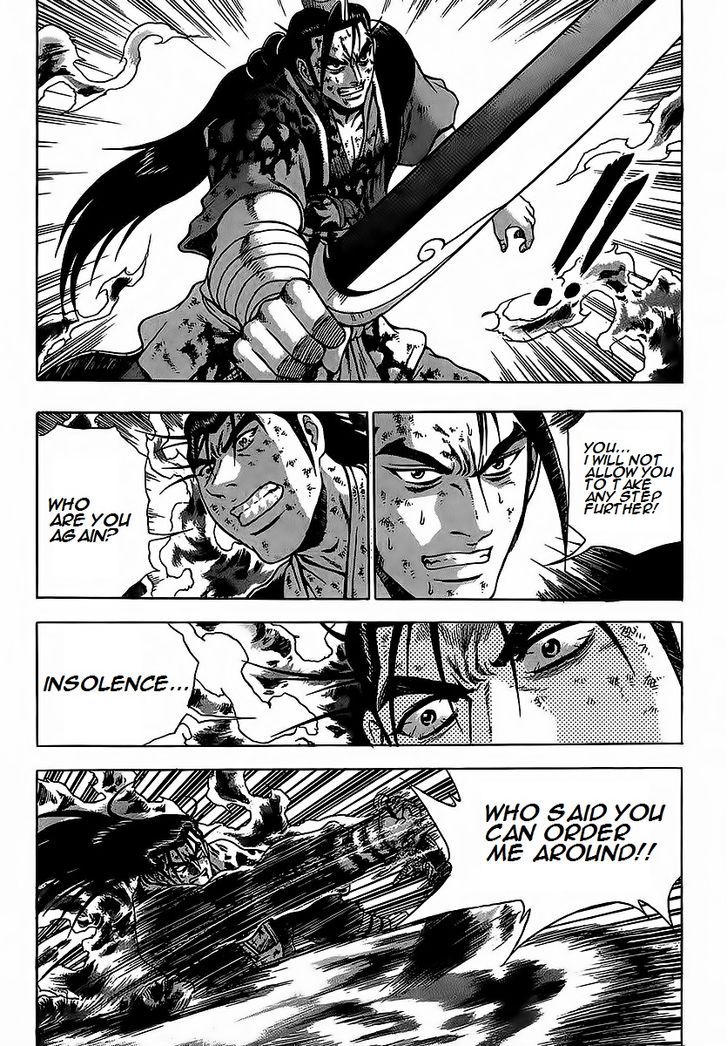 YOU...
I WILL NOT
ALLOW YOU
TO TAKE
ANY STEP
FURTHER!
WHO
ARE YOU
AGAIN?
INSOLENCE...
WHO SAID YOU
CAN ORDER
ME AROUND!!